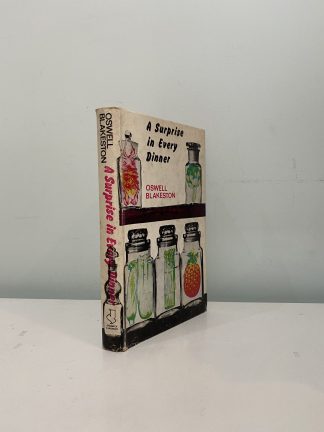 OSWELL
BLAKESTON
A Surprise in Every Dinner
A Surprise
in Every
Dinner
OSWELL
BLAKESTON